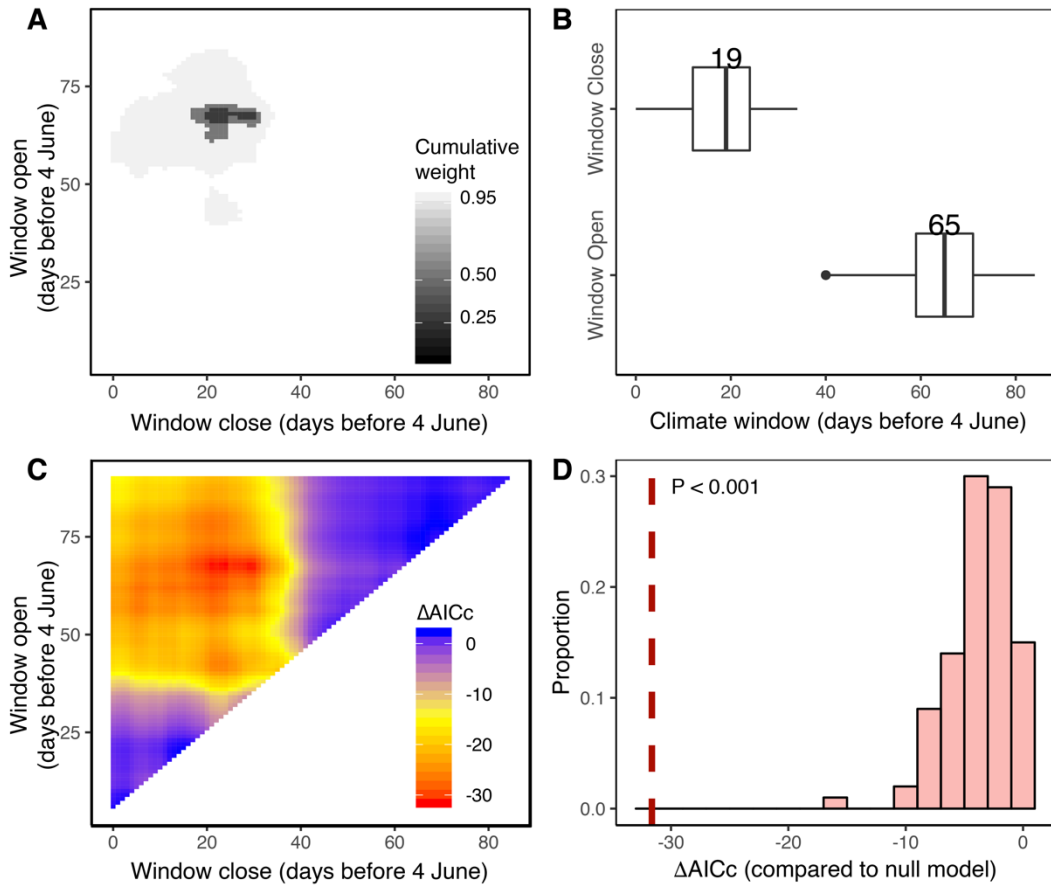 A
Window open
(days before 4 June)
75
50
25
Cumulative
weight
0.95
0.50
0.25
0 20 40 60 80
Window close (days before 4 June)
B
Window Close
Window Open
19
65
0 20 40 60 80
Climate window (days before 4 June)
C
Window open
(days before 4 June)
75
50
25
ΔAICc
0
-10
-20
-30
0 20 40 60 80
Window close (days before 4 June)
D
Proportion
0.3
0.2
0.1
0.0
P < 0.001
-30 -20 -10 0
ΔAICc (compared to null model)